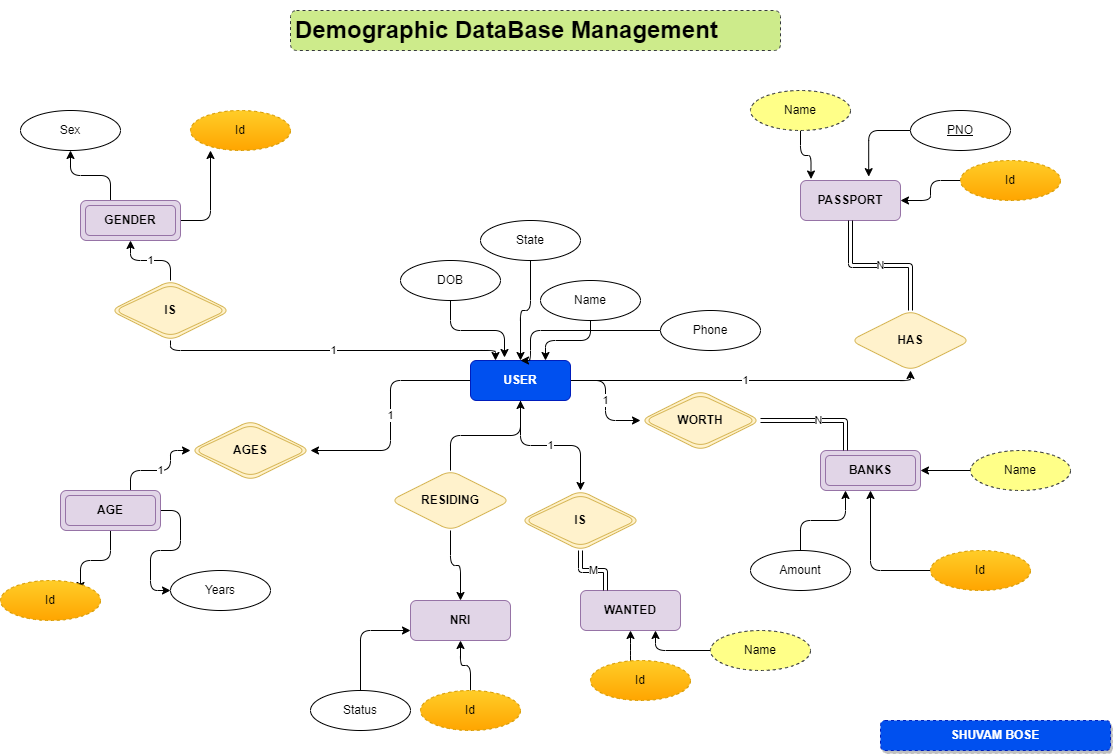 Demographic DataBase Management
Name
Sex
Id
PNO
Id
PASSPORT
GENDER
State
1
N
DOB
Name
IS
Phone
HAS
1
USER
1
1
1
WORTH
N
AGES
1
1
BANKS
Name
RESIDING
AGE
IS
M
Amount
Id
Years
Id
WANTED
NRI
Name
Id
Status
Id
SHUVAM BOSE